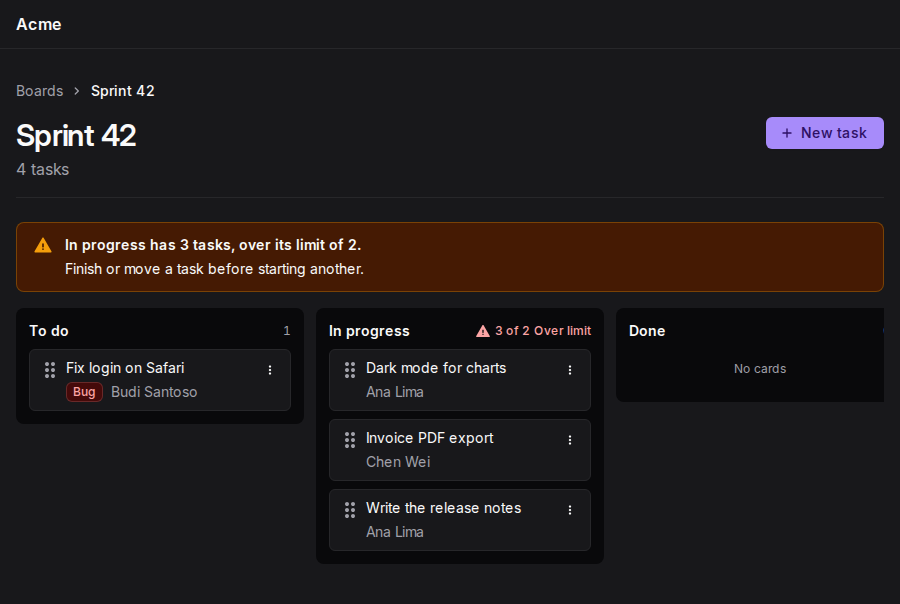 Acme
Boards > Sprint 42
Sprint 42
4 tasks
+ New task
In progress has 3 tasks, over its limit of 2.
Finish or move a task before starting another.
To do 1
Fix login on Safari
Bug Budi Santoso
In progress 3 of 2 Over limit
Dark mode for charts
Ana Lima
Invoice PDF export
Chen Wei
Write the release notes
Ana Lima
Done
No cards